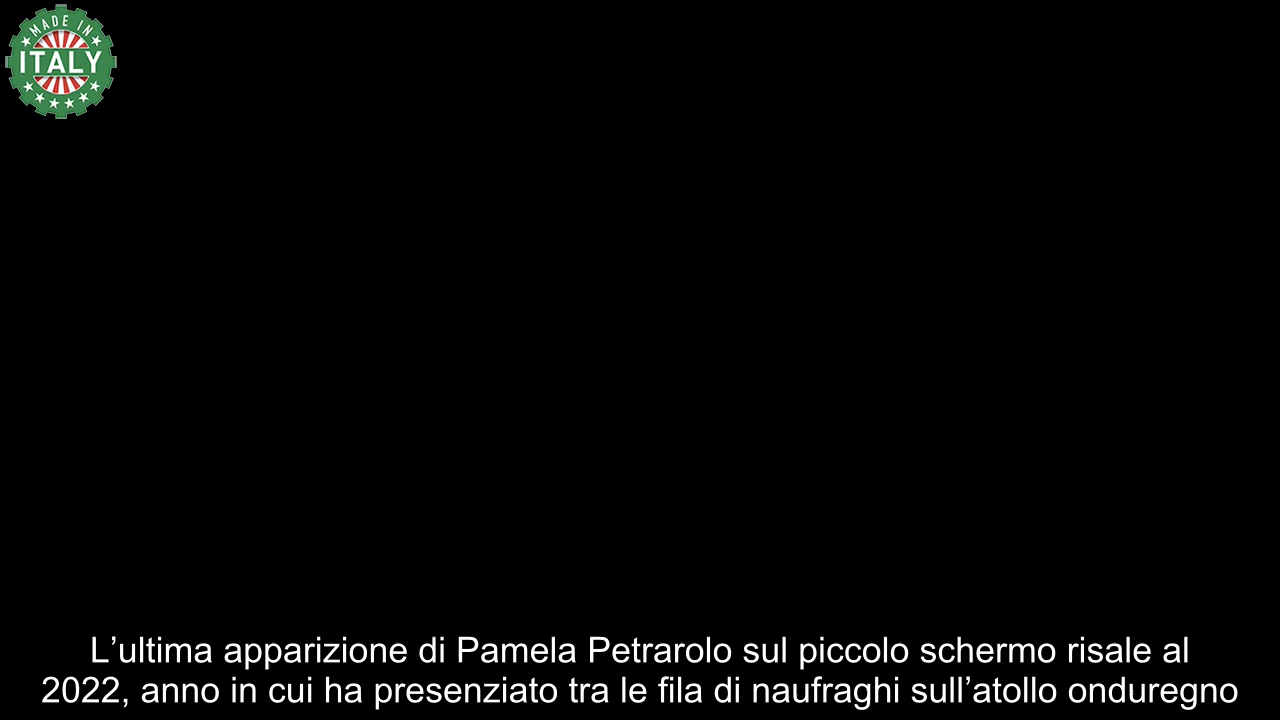 MADE IN
ITALY
L’ultima apparizione di Pamela Petrarolo sul piccolo schermo risale al
2022, anno in cui ha presenziato tra le fila di naufraghi sull’atollo onduregno